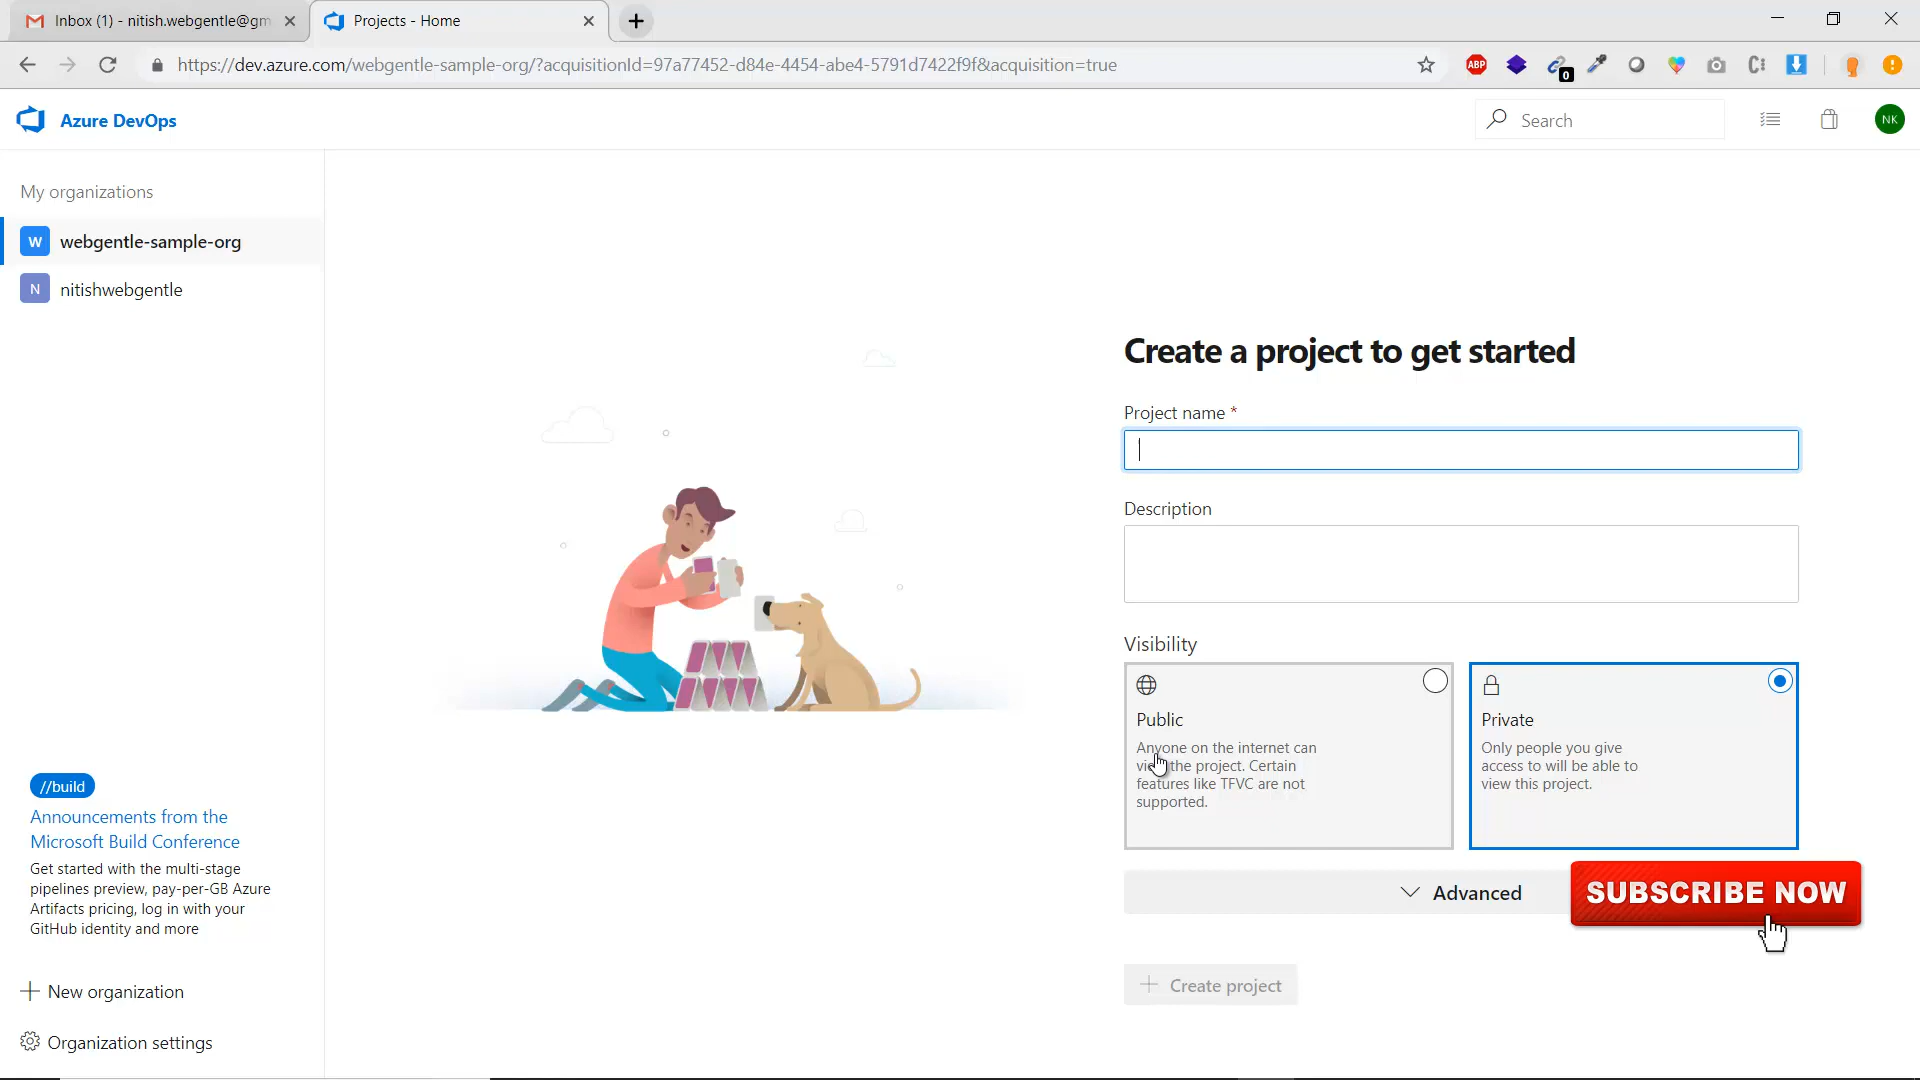 Inbox (1) - nitish.webgentle@gm
Projects - Home
https://dev.azure.com/webgentle-sample-org/?acquisitionId=97a77452-d84e-4454-abe4-5791d7422f9f&acquisition=true
ABP
0
Azure DevOps
Search
NK
My organizations
W webgentle-sample-org
N nitishwebgentle
Create a project to get started
Project name *
Description
Visibility
Public
Anyone on the internet can
view the project. Certain
features like TFVC are not
supported.
Private
Only people you give
access to will be able to
view this project.
Advanced
SUBSCRIBE NOW
Create project
//build
Announcements from the
Microsoft Build Conference
Get started with the multi-stage
pipelines preview, pay-per-GB Azure
Artifacts pricing, log in with your
GitHub identity and more
New organization
Organization settings